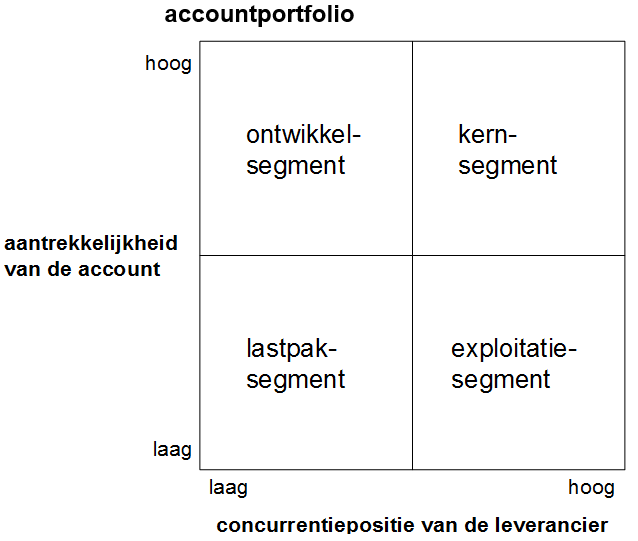 accountportfolio
hoog
ontwikkel-
segment
kern-
segment
aantrekkelijkheid
van de account
lastpak-
segment
exploitatie-
segment
laag
laag
hoog
concurrentiepositie van de leverancier